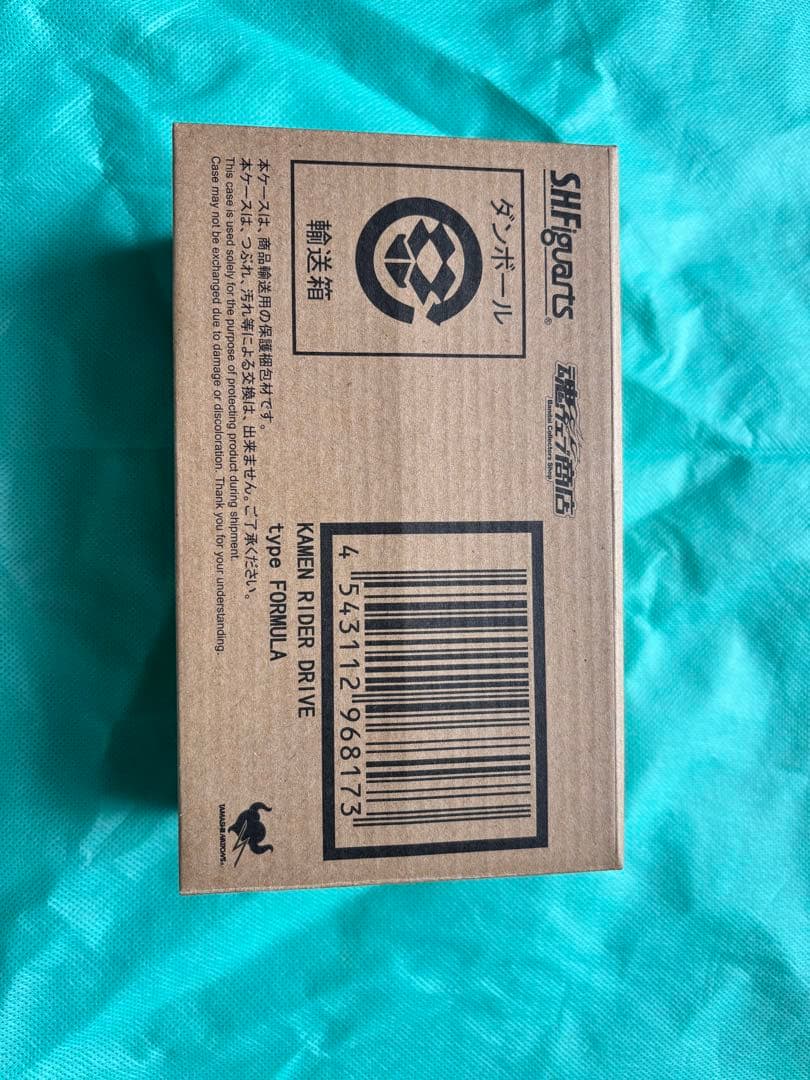 S.H.Figuarts®
魂ウェブ商店
Bandai Collectors Shop
ダンボール
輸送箱
4 543112 968173
KAMEN RIDER DRIVE
type FORMULA
本ケースは、商品輸送用の保護梱包材です。
本ケースは、つぶれ、汚れ等による交換は、出来ません。ご了承ください。
This case is used solely for the purpose of protecting product during shipment.
Case may not be exchanged due to damage or discoloration. Thank you for your understanding.
TAMASHII NATIONS